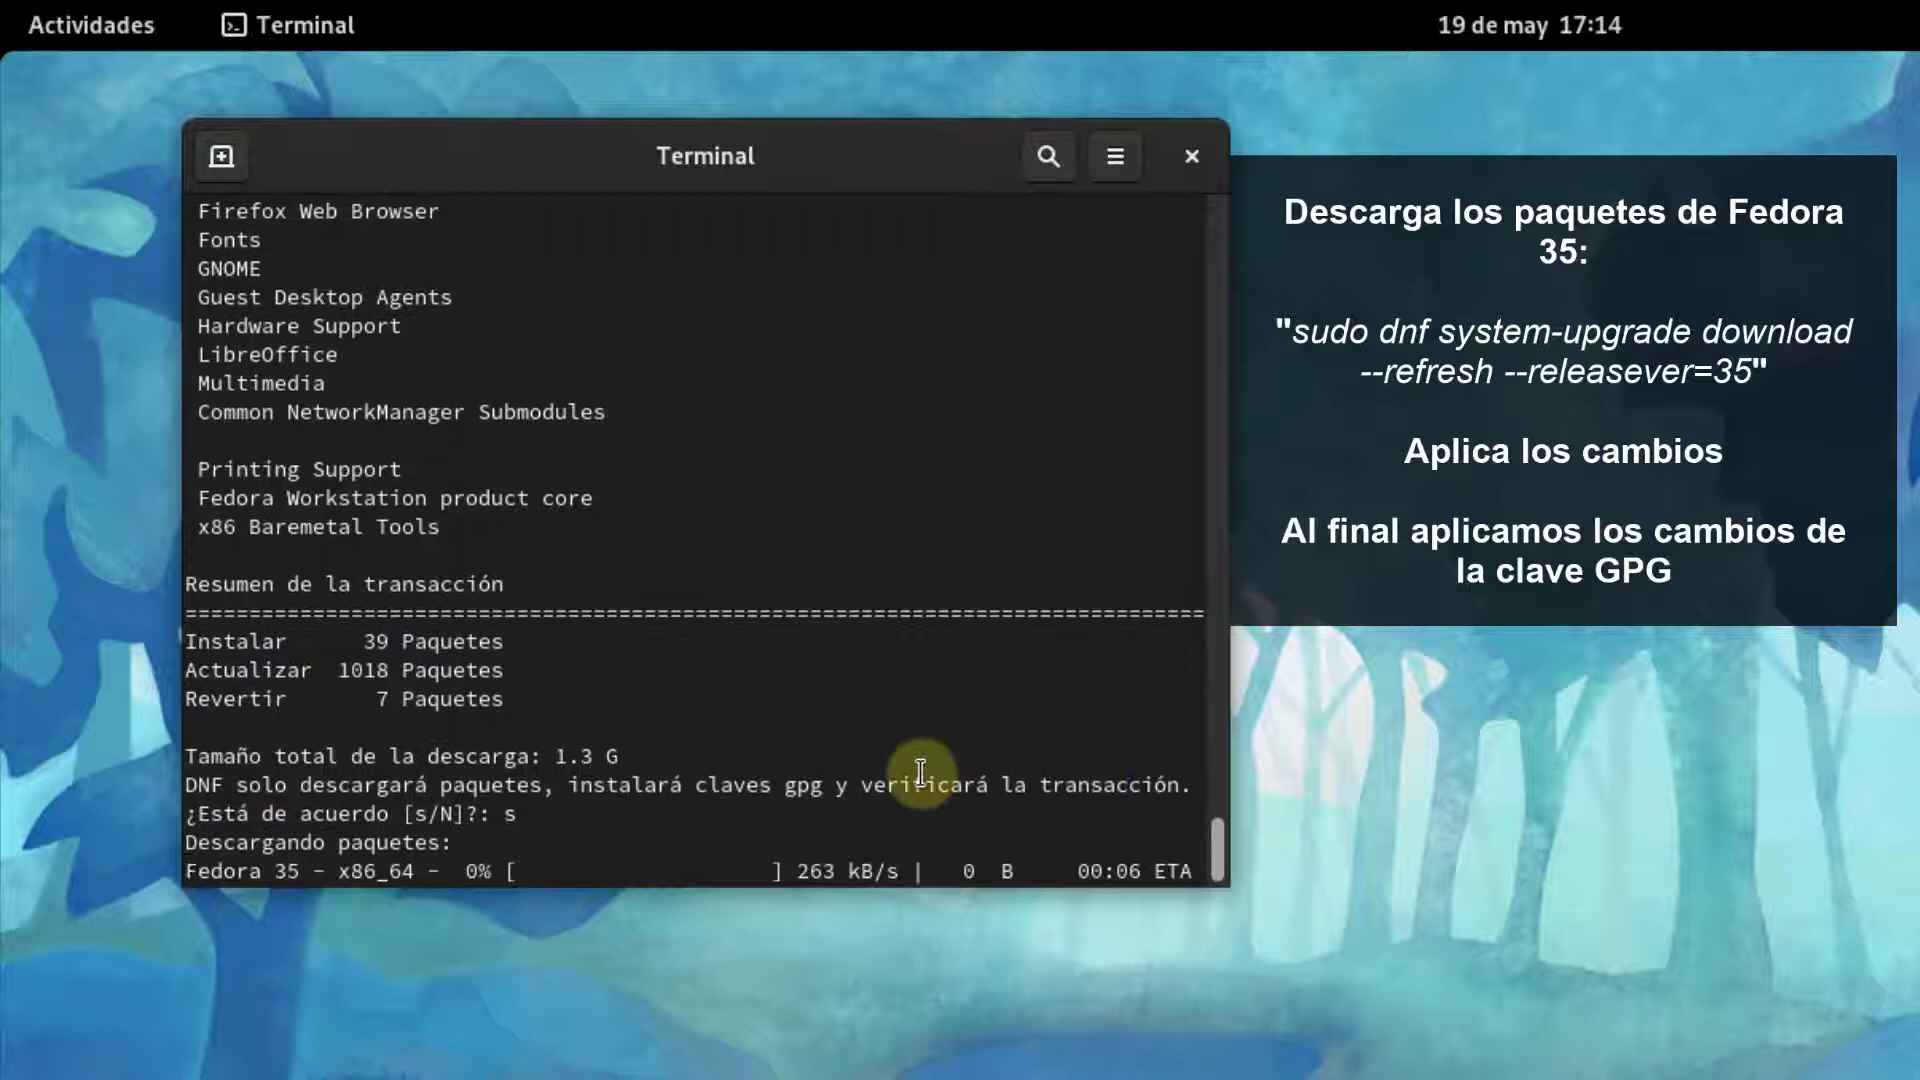 Actividades
Terminal
19 de may 17:14
Terminal
Firefox Web Browser
Fonts
GNOME
Guest Desktop Agents
Hardware Support
LibreOffice
Multimedia
Common NetworkManager Submodules
Printing Support
Fedora Workstation product core
x86 Baremetal Tools
Resumen de la transacción
================================================================================
Instalar      39 Paquetes
Actualizar  1018 Paquetes
Revertir       7 Paquetes
Tamaño total de la descarga: 1.3 G
DNF solo descargará paquetes, instalará claves gpg y verificará la transacción.
¿Está de acuerdo [s/N]?: s
Descargando paquetes:
Fedora 35 - x86_64 -  0% [                    ] 263 kB/s |   0  B     00:06 ETA
Descarga los paquetes de Fedora
35:
"sudo dnf system-upgrade download
--refresh --releasever=35"
Aplica los cambios
Al final aplicamos los cambios de
la clave GPG